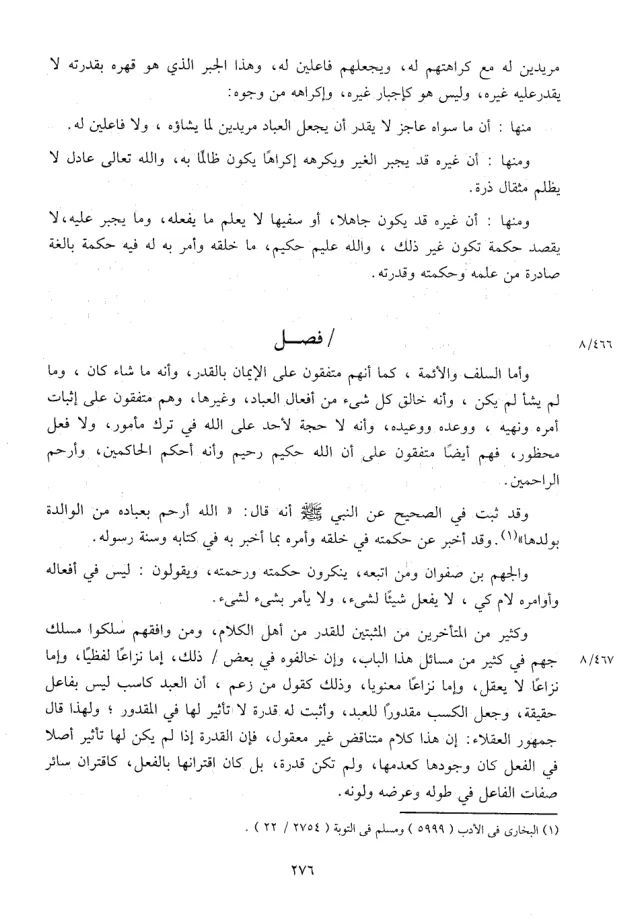 مريدين له مع كراهتهم له، ويجعلهم فاعلين له، وهذا الجبر الذي هو قهره بقدرته لا
يقدرعليه غيره، وليس هو كإجبار غيره، وإكراهه من وجوه:
منها : أن ما سواه عاجز لا يقدر أن يجعل العباد مريدين لما يشاؤه ، ولا فاعلين له.
ومنها : أن غيره قد يجبر الغير ويكرهه إكراهًا يكون ظالمًا به، والله تعالى عادل لا
يظلم مثقال ذرة.
ومنها : أن غيره قد يكون جاهلا، أو سفيها لا يعلم ما يفعله، وما يجبر عليه، لا
يقصد حكمة تكون غير ذلك ، والله عليم حكيم، ما خلقه وأمر به له فيه حكمة بالغة
صادرة من علمه وحكمته وقدرته.
/ فصــل
٨/٤٦٦
وأما السلف والأئمة ، كما أنهم متفقون على الإيمان بالقدر، وأنه ما شاء كان ، وما
لم يشأ لم يكن ، وأنه خالق كل شىء من أفعال العباد، وغيرها، وهم متفقون على إثبات
أمره ونهيه ، ووعده ووعيده، وأنه لا حجة لأحد على الله في ترك مأمور، ولا فعل
محظور، فهم أيضًا متفقون على أن الله حكيم رحيم وأنه أحكم الحاكمين، وأرحم
الراحمين.
وقد ثبت في الصحيح عن النبي ﷺ أنه قال: « الله أرحم بعباده من الوالدة
بولدها»(١).وقد أخبر عن حكمته في خلقه وأمره بما أخبر به في كتابه وسنة رسوله.
والجهم بن صفوان ومن اتبعه، ينكرون حكمته ورحمته، ويقولون : ليس في أفعاله
وأوامره لام كي ، لا يفعل شيئًا لشىء، ولا يأمر بشىء لشىء.
وكثير من المتأخرين من المثبتين للقدر من أهل الكلام، ومن وافقهم سلكوا مسلك
جهم في كثير من مسائل هذا الباب، وإن خالفوه في بعض / ذلك، إما نزاعًا لفظيًا، وإما
٨/٤٦٧
نزاعًا لا يعقل، وإما نزاعًا معنويا، وذلك كقول من زعم ، أن العبد كاسب ليس بفاعل
حقيقة، وجعل الكسب مقدورًا للعبد، وأثبت له قدرة لا تأثير لها في المقدور ؛ ولهذا قال
جمهور العقلاء: إن هذا كلام متناقض غير معقول، فإن القدرة إذا لم يكن لها تأثير أصلا
في الفعل كان وجودها كعدمها، ولم تكن قدرة، بل كان اقترانها بالفعل، كاقتران سائر
صفات الفاعل في طوله وعرضه ولونه.
(١) البخارى فى الأدب ( ٥٩٩٩ ) ومسلم فى التوبة ( ٢٧٥٤ / ٢٢ ) .
٢٧٦